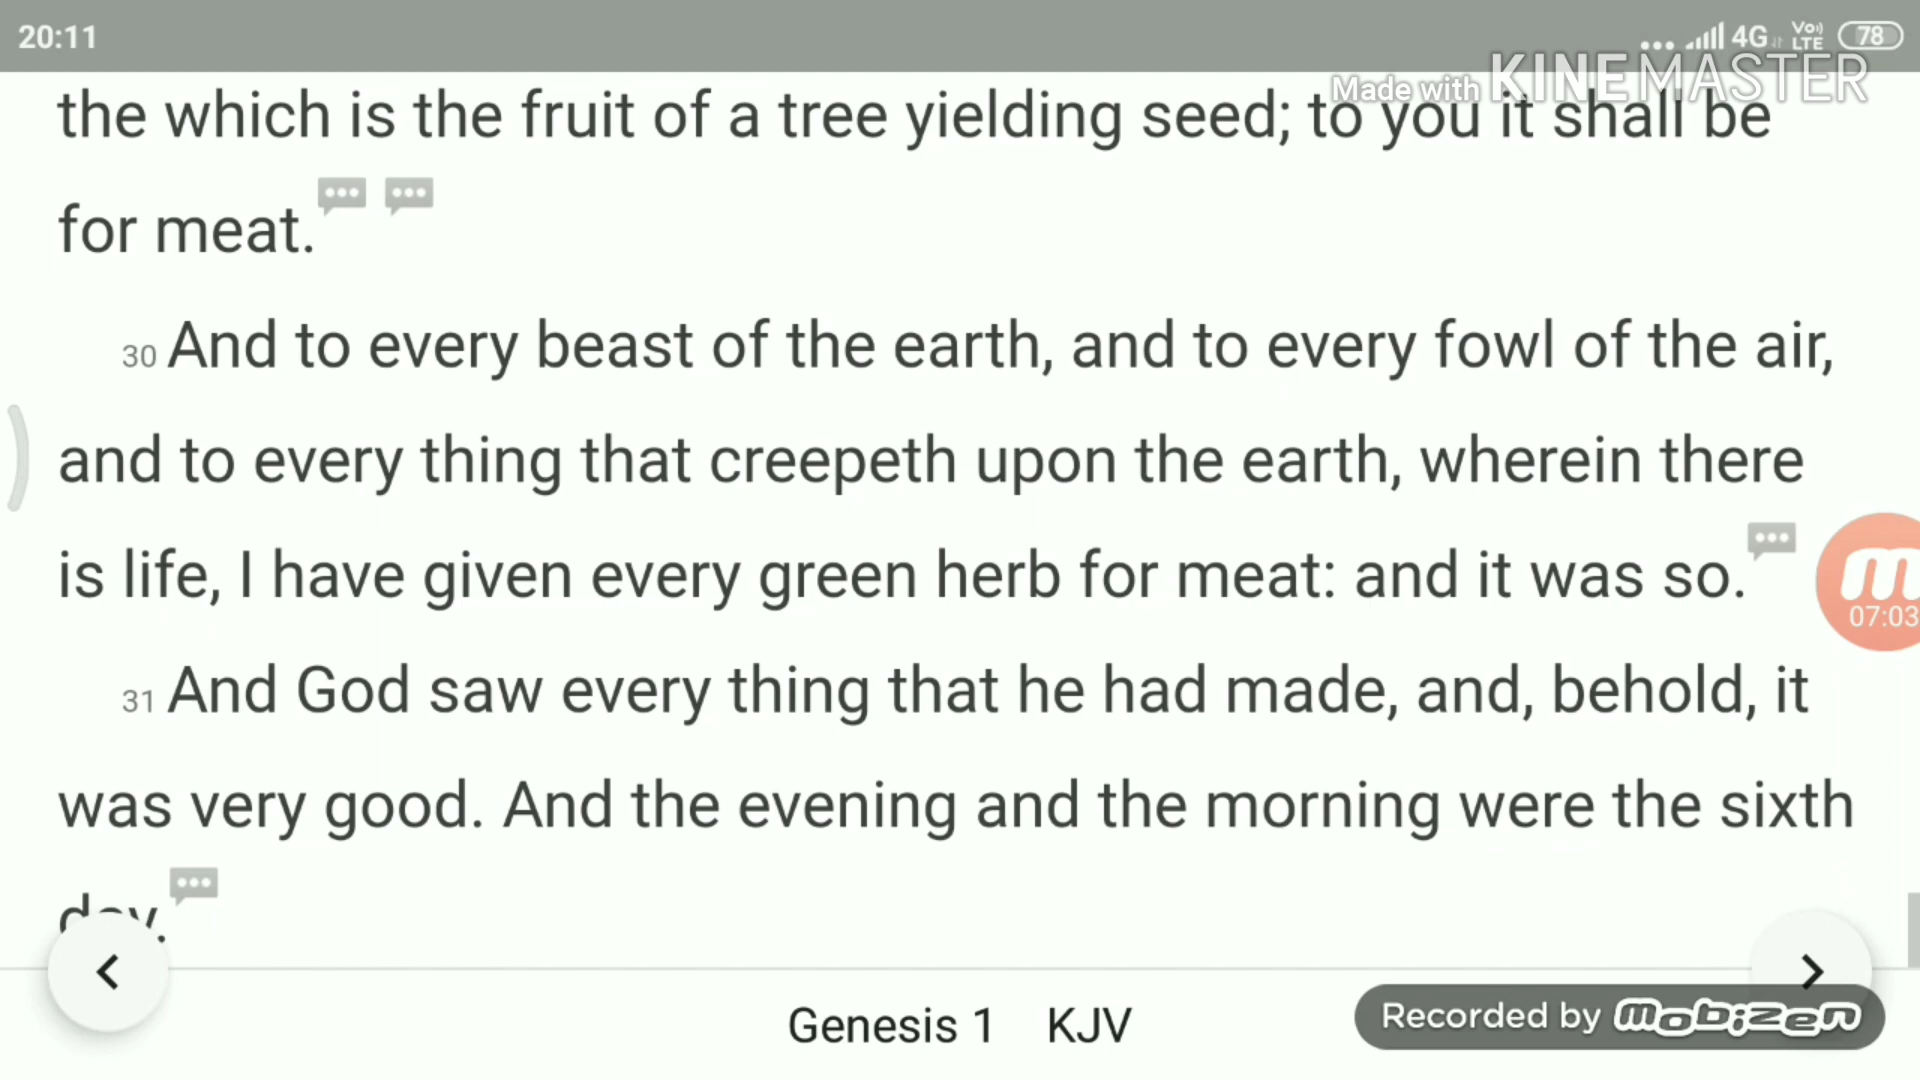 20:11
4G Vo)) LTE 78
Made with KINEMASTER
the which is the fruit of a tree yielding seed; to you it shall be
for meat.
30 And to every beast of the earth, and to every fowl of the air,
and to every thing that creepeth upon the earth, wherein there
is life, I have given every green herb for meat: and it was so.
m
07:03
31 And God saw every thing that he had made, and, behold, it
was very good. And the evening and the morning were the sixth
day.
Genesis 1 KJV
Recorded by mobizen